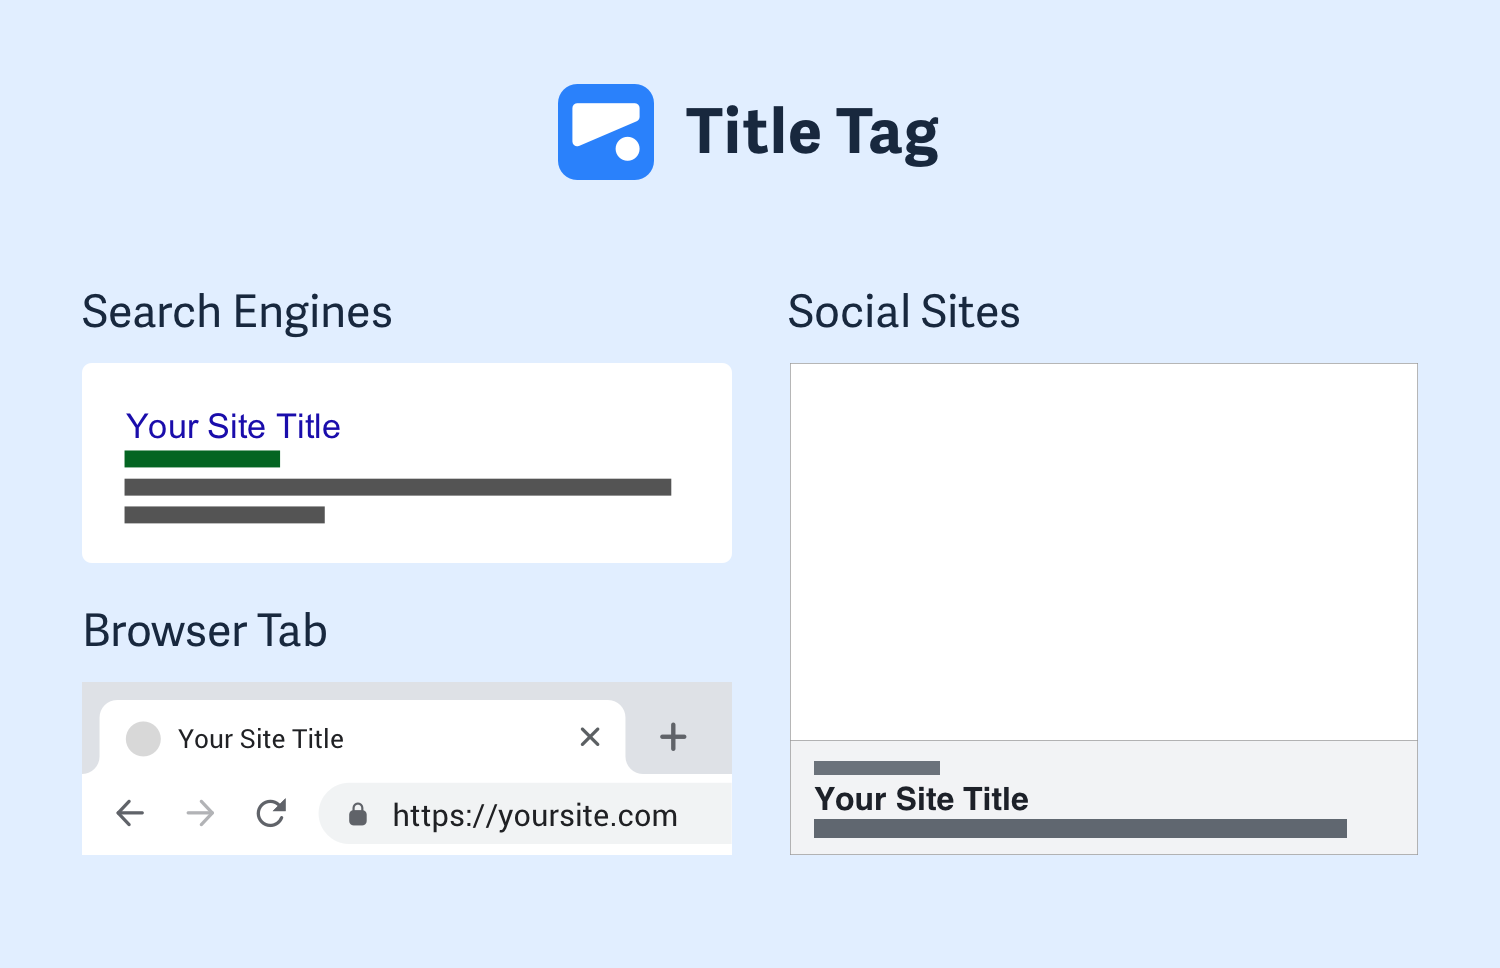 Title Tag
Search Engines
Your Site Title
Browser Tab
Your Site Title
https://yoursite.com
Social Sites
Your Site Title